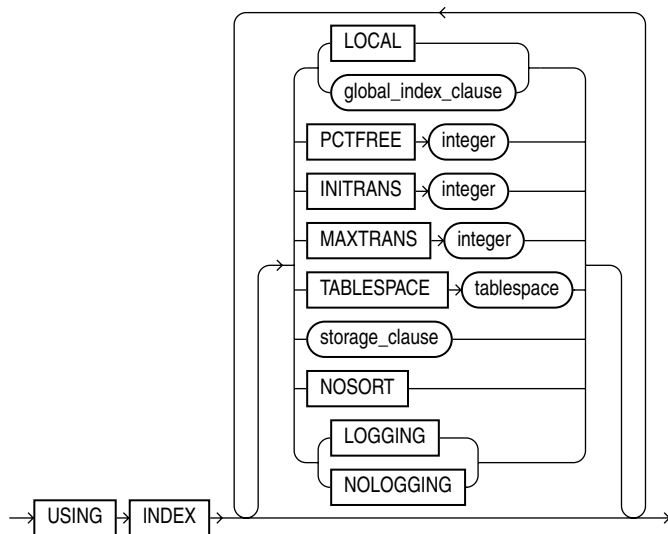 LOCAL
global_index_clause
PCTFREE integer
INITRANS integer
MAXTRANS integer
TABLESPACE tablespace
storage_clause
NOSORT
LOGGING
NOLOGGING
USING INDEX